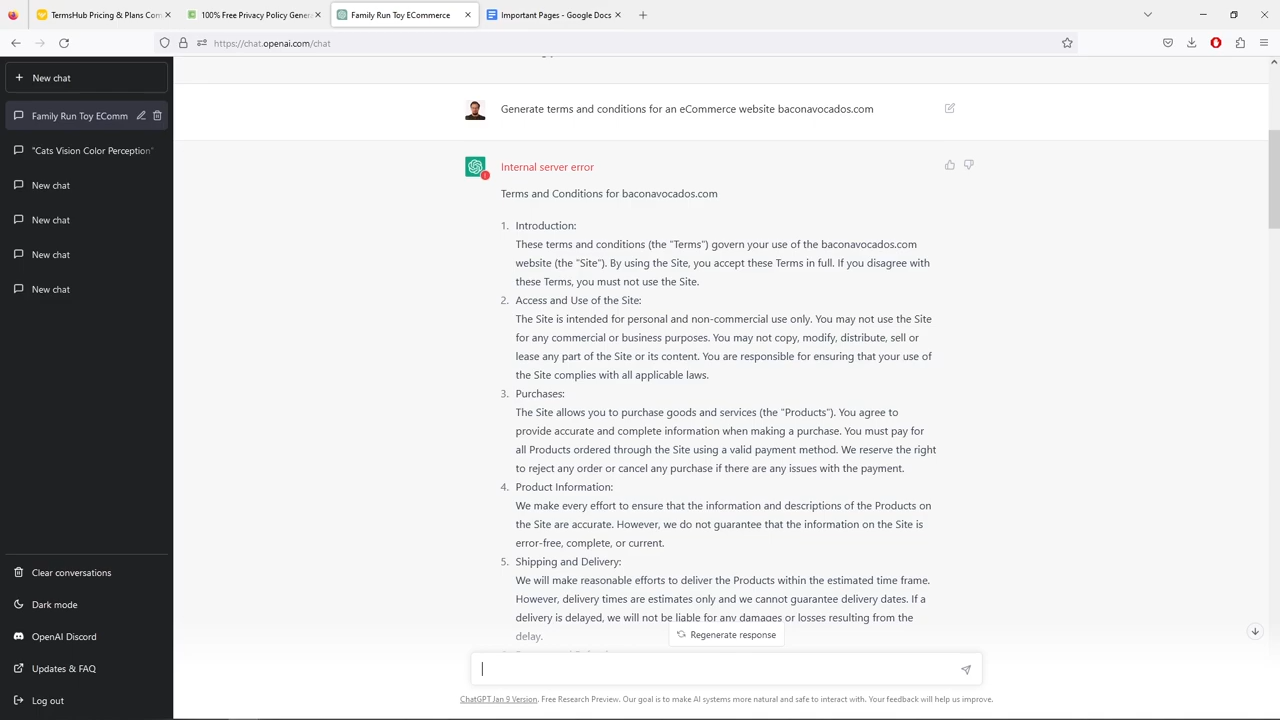 TermsHub Pricing & Plans Com
100% Free Privacy Policy Gener
Family Run Toy ECommerce
Important Pages - Google Docs
https://chat.openai.com/chat
New chat
Family Run Toy EComm
"Cats Vision Color Perception"
New chat
New chat
New chat
New chat
Clear conversations
Dark mode
OpenAI Discord
Updates & FAQ
Log out
Generate terms and conditions for an eCommerce website baconavocados.com
Internal server error
Terms and Conditions for baconavocados.com
1. Introduction:
These terms and conditions (the "Terms") govern your use of the baconavocados.com
website (the "Site"). By using the Site, you accept these Terms in full. If you disagree with
these Terms, you must not use the Site.
2. Access and Use of the Site:
The Site is intended for personal and non-commercial use only. You may not use the Site
for any commercial or business purposes. You may not copy, modify, distribute, sell or
lease any part of the Site or its content. You are responsible for ensuring that your use of
the Site complies with all applicable laws.
3. Purchases:
The Site allows you to purchase goods and services (the "Products"). You agree to
provide accurate and complete information when making a purchase. You must pay for
all Products ordered through the Site using a valid payment method. We reserve the right
to reject any order or cancel any purchase if there are any issues with the payment.
4. Product Information:
We make every effort to ensure that the information and descriptions of the Products on
the Site are accurate. However, we do not guarantee that the information on the Site is
error-free, complete, or current.
5. Shipping and Delivery:
We will make reasonable efforts to deliver the Products within the estimated time frame.
However, delivery times are estimates only and we cannot guarantee delivery dates. If a
delivery is delayed, we will not be liable for any damages or losses resulting from the
delay.
Regenerate response
ChatGPT Jan 9 Version. Free Research Preview. Our goal is to make AI systems more natural and safe to interact with. Your feedback will help us improve.